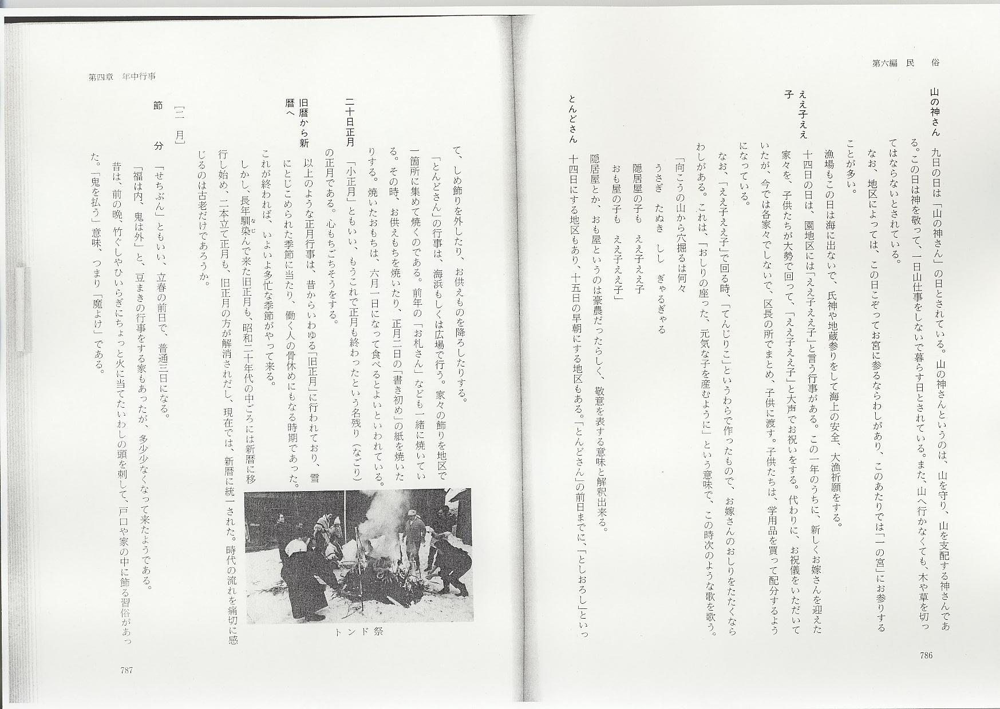 第六編　民　俗
山の神さん　九日の日は「山の神さん」の日とされている。山の神さんというのは、山を守り、山を支配する神さんであ
る。この日は神を敬って、一日山仕事をしないで暮らす日とされている。また、山へ行かなくても、木や草を切っ
てはならないとされている。
なお、地区によっては、この日こぞってお宮に参るならわしがあり、このあたりでは「一の宮」にお参りする
ことが多い。
漁場もこの日は海に出ないで、氏神や地蔵参りをして海上の安全、大漁祈願をする。
ええ子ええ
子
十四日の日は、園地区には「ええ子ええ子」と言う行事がある。この一年のうちに、新しくお嫁さんを迎えた
家々を、子供たちが大勢で回って、「ええ子ええ子」と大声でお祝いをする。代わりに、お祝儀をいただいて
いたが、今では各家々でしないで、区長の所でまとめ、子供に渡す。子供たちは、学用品を買って配分するよう
になっている。
なお、「ええ子ええ子」で回る時、「てんじりこ」というわらで作ったもので、お嫁さんのおしりをたたくなら
わしがある。これは、「おしりの座った、元気な子を産むように」という意味で、この時次のような歌を歌う。
「向こうの山から穴掘るは何々
うさぎ　たぬき　しし　ぎゃるぎゃる
隠居屋の子も　ええ子ええ子
おも屋の子も　ええ子ええ子」
隠居屋とか、おも屋というのは豪農だったらしく、敬意を表する意味と解釈出来る。
とんどさん　十四日にする地区もあり、十五日の早朝にする地区もある。「とんどさん」の前日までに、「としおろし」といっ
786
第四章　年中行事
て、しめ飾りを外したり、お供えものを降ろしたりする。
「とんどさん」の行事は、海浜もしくは広場で行う。家々の飾りを地区で
一箇所に集めて焼くのである。前年の「お札さん」なども一緒に焼いてい
る。その時、お供えもちを焼いたり、正月二日の「書き初め」の紙を焼いた
りする。焼いたおもちは、六月一日になって食べるとよいといわれている。
二十日正月　「小正月」ともいい、もうこれで正月も終わったという名残り（なごり）
の正月である。心もちごちそうをする。
旧暦から新
暦へ
以上のような正月行事は、昔からいわゆる「旧正月」に行われており、雪
にとじこめられた季節に当たり、働く人の骨休めにもなる時期であった。
これが終われば、いよいよ多忙な季節がやって来る。
しかし、長年馴染んで来た旧正月も、昭和二十年代の中ごろには新暦に移
なじ
行し始め、二本立て正月も、旧正月の方が解消されだし、現在では、新暦に統一された。時代の流れを痛切に感
じるのは古老だけであろうか。
［二　月］
節　分　「せちぶん」ともいい、立春の前日で、普通三日になる。
「福は内、鬼は外」と、豆まきの行事をする家もあったが、多少少なくなって来たようである。
昔は、前の晩、竹ぐしやひいらぎにちょっと火に当てたいわしの頭を刺して、戸口や家の中に飾る習俗があっ
た。「鬼を払う」意味、つまり「魔よけ」である。
トンド祭
787